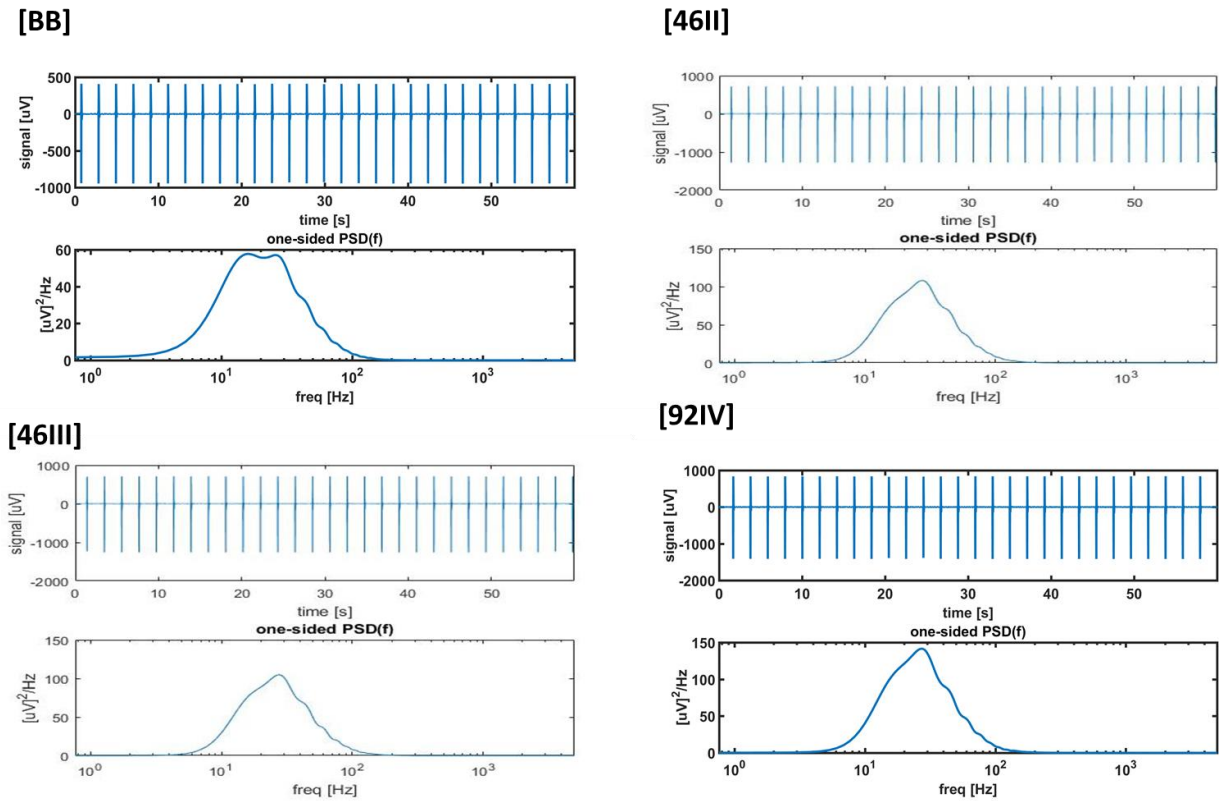 [BB]
500
0
-500
-1000
signal [uV]
0 10 20 30 40 50
time [s]
one-sided PSD(f)
60
40
20
0
[uV]²/Hz
10⁰ 10¹ 10² 10³
freq [Hz]
[46II]
1000
0
-1000
-2000
signal [uV]
0 10 20 30 40 50
time [s]
one-sided PSD(f)
150
100
50
0
[uV]²/Hz
10⁰ 10¹ 10² 10³
freq [Hz]
[46III]
1000
0
-1000
-2000
signal [uV]
0 10 20 30 40 50
time [s]
one-sided PSD(f)
150
100
50
0
[uV]²/Hz
10⁰ 10¹ 10² 10³
freq [Hz]
[92IV]
1000
0
-1000
-2000
signal [uV]
0 10 20 30 40 50
time [s]
one-sided PSD(f)
150
100
50
0
[uV]²/Hz
10⁰ 10¹ 10² 10³
freq [Hz]